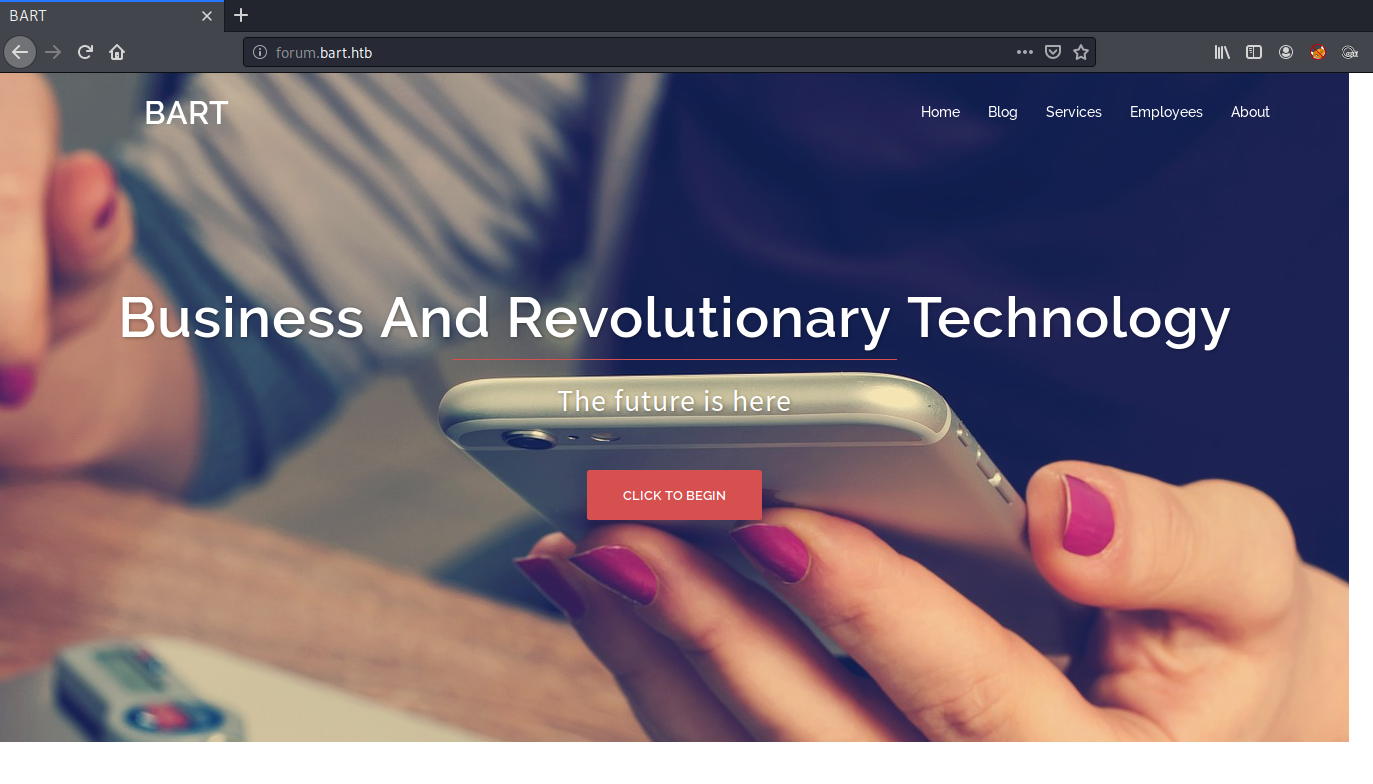 BART
forum.bart.htb
BART
Home Blog Services Employees About
Business And Revolutionary Technology
The future is here
CLICK TO BEGIN